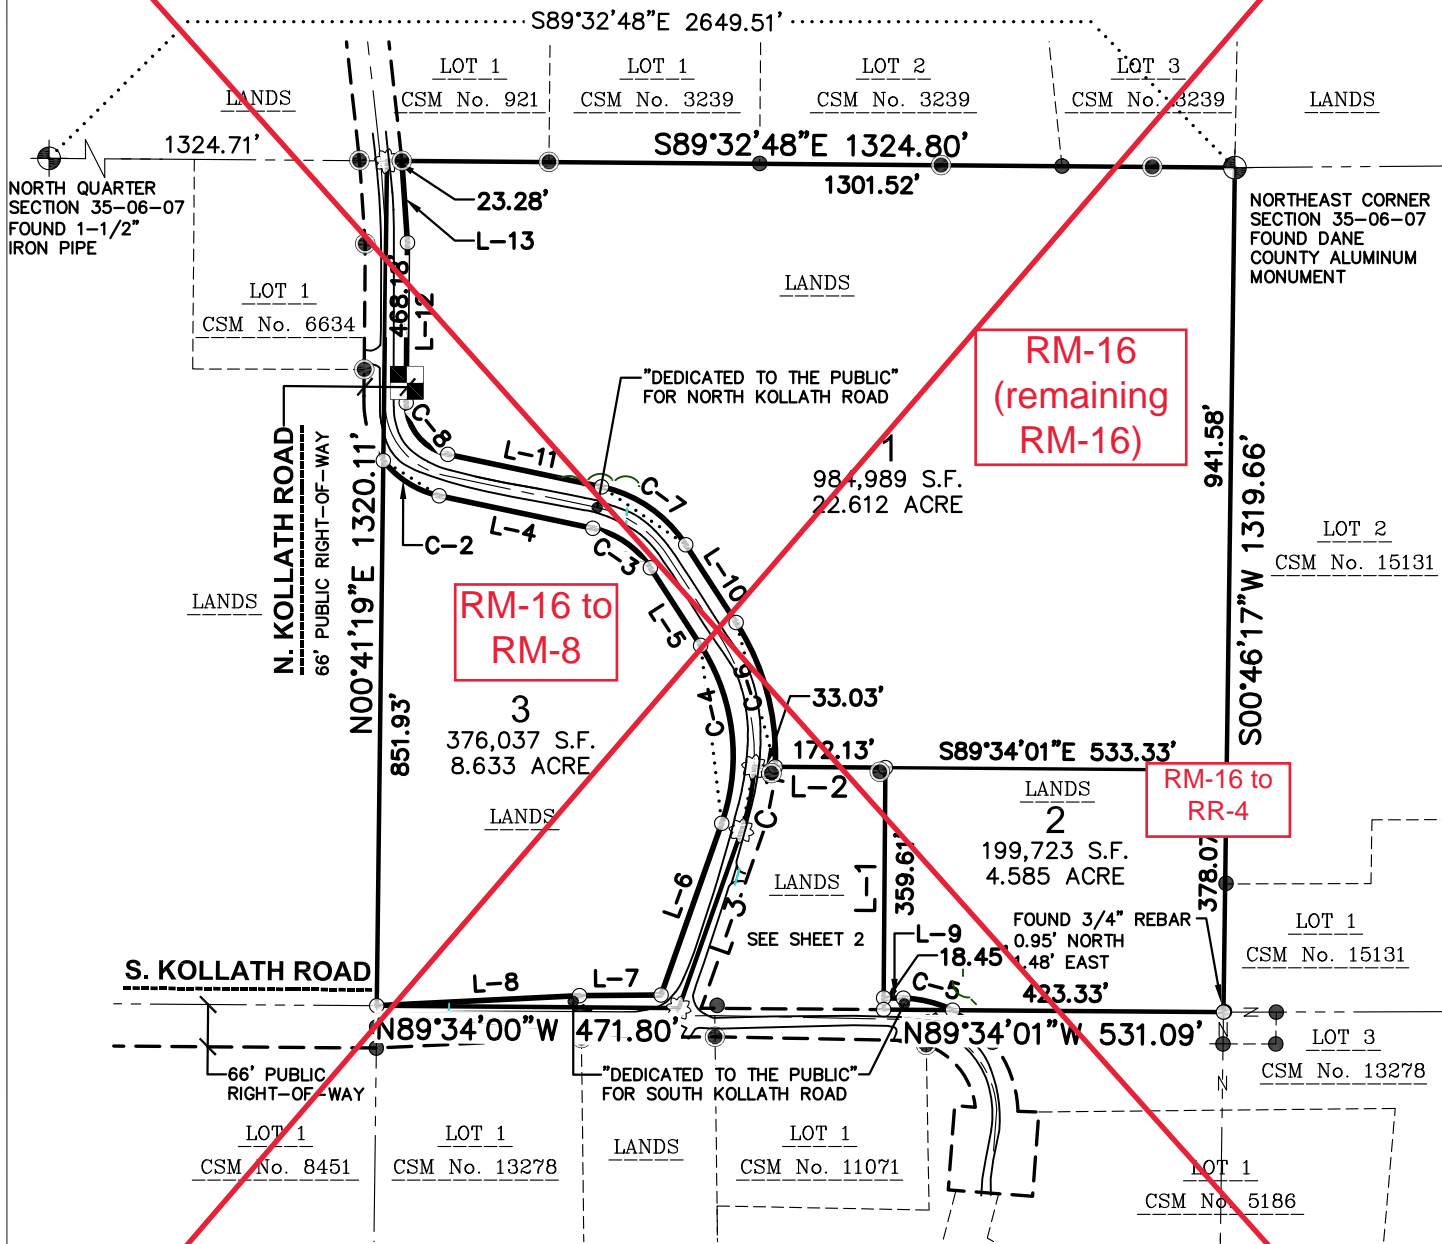 S89°32'48"E 2649.51'
LANDS
LOT 1
CSM No. 921
LOT 1
CSM No. 3239
LOT 2
CSM No. 3239
LOT 3
CSM No. 3239
LANDS
1324.71'
S89°32'48"E 1324.80'
1301.52'
NORTH QUARTER
SECTION 35-06-07
FOUND 1-1/2"
IRON PIPE
23.28'
L-13
NORTHEAST CORNER
SECTION 35-06-07
FOUND DANE
COUNTY ALUMINUM
MONUMENT
LOT 1
CSM No. 6634
468.18'
L-12
LANDS
RM-16
(remaining
RM-16)
"DEDICATED TO THE PUBLIC"
FOR NORTH KOLLATH ROAD
C-8
L-11
C-7
1
984,989 S.F.
22.612 ACRE
941.58'
S00°46'17"W 1319.66'
N. KOLLATH ROAD
66' PUBLIC RIGHT-OF-WAY
N00°41'19"E 1320.11'
C-2
L-4
C-3
L-10
LOT 2
CSM No. 15131
LANDS
RM-16 to
RM-8
L-5
C-4
C-6
33.03'
3
376,037 S.F.
8.633 ACRE
851.93'
172.13'
S89°34'01"E 533.33'
L-2
LANDS
RM-16 to
RR-4
LANDS
C
2
199,723 S.F.
4.585 ACRE
378.07'
L-6
L-3
LANDS
L-1
359.61'
SEE SHEET 2
FOUND 3/4" REBAR
0.95' NORTH
1.48' EAST
L-9
18.45'
C-5
423.33'
LOT 1
CSM No. 15131
S. KOLLATH ROAD
L-8
L-7
N89°34'00"W 471.80'
N89°34'01"W 531.09'
66' PUBLIC
RIGHT-OF-WAY
"DEDICATED TO THE PUBLIC"
FOR SOUTH KOLLATH ROAD
LOT 3
CSM No. 13278
LOT 1
CSM No. 8451
LOT 1
CSM No. 13278
LANDS
LOT 1
CSM No. 11071
LOT 1
CSM No. 5186